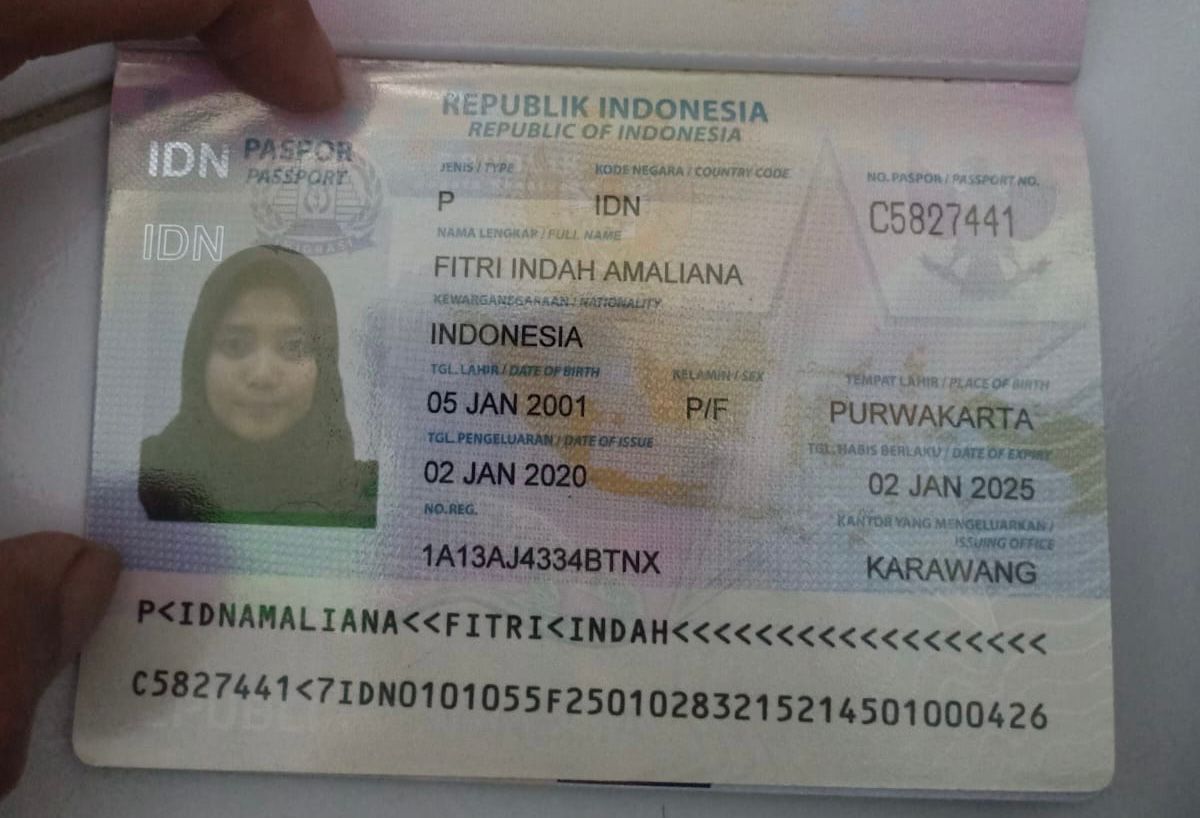 REPUBLIK INDONESIA
REPUBLIC OF INDONESIA
IDN PASPOR
PASSPORT
IDN
JENIS / TYPE
KODE NEGARA / COUNTRY CODE
NO. PASPOR / PASSPORT NO.
P
IDN
C5827441
NAMA LENGKAP / FULL NAME
FITRI INDAH AMALIANA
KEWARGANEGARAAN / NATIONALITY
INDONESIA
TGL. LAHIR / DATE OF BIRTH
KELAMIN / SEX
TEMPAT LAHIR / PLACE OF BIRTH
05 JAN 2001
P/F
PURWAKARTA
TGL. PENGELUARAN / DATE OF ISSUE
TGL. HABIS BERLAKU / DATE OF EXPIRY
02 JAN 2020
02 JAN 2025
NO. REG.
KANTOR YANG MENGELUARKAN /
ISSUING OFFICE
1A13AJ4334BTNX
KARAWANG
P<IDNAMALIANA<<FITRI<INDAH<<<<<<<<<<<<<<<<<<
C5827441<7IDN0101055F2501028321521450100​0426